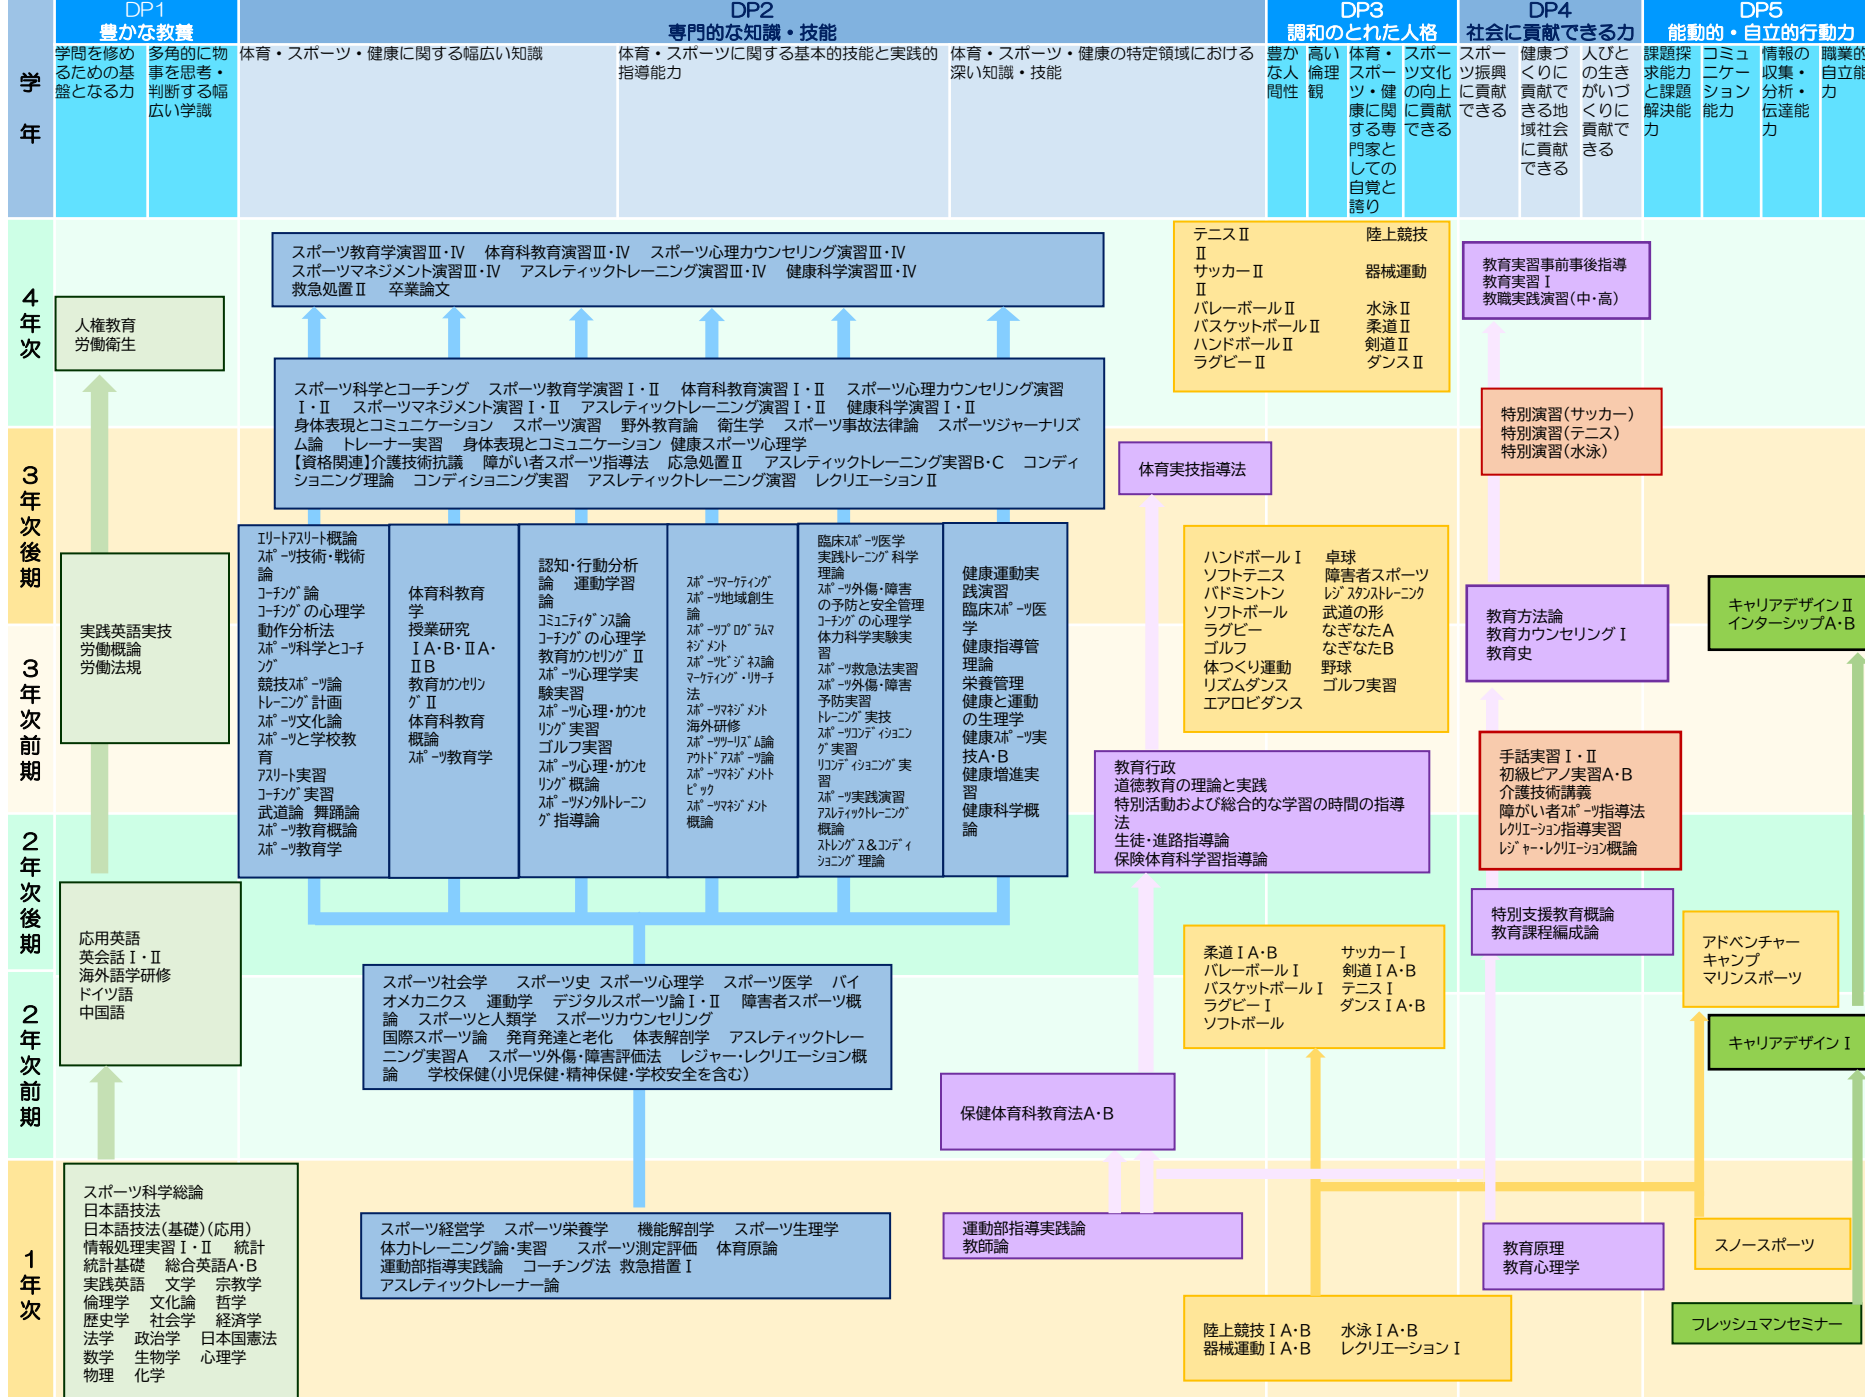 学
年
DP1
豊かな教養
DP2
専門的な知識・技能
DP3
調和のとれた人格
DP4
社会に貢献できる力
DP5
能動的・自立的行動力
学問を修め
るための基
盤となる力
多角的に物
事を思考・
判断する幅
広い学識
体育・スポーツ・健康に関する幅広い知識
体育・スポーツに関する基本的技能と実践的
指導能力
体育・スポーツ・健康の特定領域における
深い知識・技能
豊か
な人
間性
高い
倫理
観
体育・
スポー
ツ・健
康に関
する専
門家と
しての
自覚と
誇り
スポー
ツ文化
の向上
に貢献
できる
スポー
ツ振興
に貢献
できる
健康づ
くりに
貢献で
きる地
域社会
に貢献
できる
人びと
の生き
がいづ
くりに
貢献で
きる
課題探
求能力
と課題
解決能
力
コミュ
ニケー
ション
能力
情報の
収集・
分析・
伝達能
力
職業的
自立能
力
4年次
人権教育
労働衛生
スポーツ教育学演習Ⅲ・Ⅳ 体育科教育演習Ⅲ・Ⅳ スポーツ心理カウンセリング演習Ⅲ・Ⅳ
スポーツマネジメント演習Ⅲ・Ⅳ アスレティックトレーニング演習Ⅲ・Ⅳ 健康科学演習Ⅲ・Ⅳ
救急処置Ⅱ 卒業論文
スポーツ科学とコーチング スポーツ教育学演習Ⅰ・Ⅱ 体育科教育演習Ⅰ・Ⅱ スポーツ心理カウンセリング演習
Ⅰ・Ⅱ スポーツマネジメント演習Ⅰ・Ⅱ アスレティックトレーニング演習Ⅰ・Ⅱ 健康科学演習Ⅰ・Ⅱ
身体表現とコミュニケーション スポーツ演習 野外教育論 衛生学 スポーツ事故法律論 スポーツジャーナリズ
ム論 トレーナー実習 身体表現とコミュニケーション 健康スポーツ心理学
【資格関連】介護技術抗議 障がい者スポーツ指導法 応急処置Ⅱ アスレティックトレーニング実習B・C コンディ
ショニング理論 コンディショニング実習 アスレティックトレーニング演習 レクリエーションⅡ
テニスⅡ 陸上競技
Ⅱ
サッカーⅡ 器械運動
Ⅱ
バレーボールⅡ 水泳Ⅱ
バスケットボールⅡ 柔道Ⅱ
ハンドボールⅡ 剣道Ⅱ
ラグビーⅡ ダンスⅡ
教育実習事前事後指導
教育実習Ⅰ
教職実践演習(中・高)
特別演習(サッカー)
特別演習(テニス)
特別演習(水泳)
3年次後期
体育実技指導法
実践英語実技
労働概論
労働法規
ｴﾘｰﾄｱｽﾘｰﾄ概論
ｽﾎﾟｰﾂ技術・戦術
論
ｺｰﾁﾝｸﾞ論
ｺｰﾁﾝｸﾞの心理学
動作分析法
ｽﾎﾟｰﾂ科学とｺｰﾁ
ﾝｸﾞ
競技ｽﾎﾟｰﾂ論
ﾄﾚｰﾆﾝｸﾞ計画
ｽﾎﾟｰﾂ文化論
ｽﾎﾟｰﾂと学校教
育
ｱｽﾘｰﾄ実習
ｺｰﾁﾝｸﾞ実習
武道論 舞踊論
ｽﾎﾟｰﾂ教育概論
ｽﾎﾟｰﾂ教育学
体育科教育
学
授業研究
ⅠA・B・ⅡA・
ⅡB
教育ｶｳﾝｾﾘﾝ
ｸﾞⅡ
体育科教育
概論
ｽﾎﾟｰﾂ教育学
認知・行動分析
論 運動学習
論
ｺﾐｭﾆﾃｨﾀﾞﾝｽ論
ｺｰﾁﾝｸﾞの心理学
教育ｶｳﾝｾﾘﾝｸﾞⅡ
ｽﾎﾟｰﾂ心理学実
験実習
ｽﾎﾟｰﾂ心理・ｶｳﾝｾ
ﾘﾝｸﾞ実習
ゴルフ実習
ｽﾎﾟｰﾂ心理・ｶｳﾝｾ
ﾘﾝｸﾞ概論
ｽﾎﾟｰﾂﾒﾝﾀﾙﾄﾚｰﾆﾝ
ｸﾞ指導論
ｽﾎﾟｰﾂﾏｰｹﾃｨﾝｸﾞ
ｽﾎﾟｰﾂ地域創生
論
ｽﾎﾟｰﾂﾌﾟﾛｸﾞﾗﾑﾏ
ﾈｼﾞﾒﾝﾄ
ｽﾎﾟｰﾂﾋﾞｼﾞﾈｽ論
ﾏｰｹﾃｨﾝｸﾞ・ﾘｻｰﾁ
法
ｽﾎﾟｰﾂﾏﾈｼﾞﾒﾝﾄ
海外研修
ｽﾎﾟｰﾂﾂｰﾘｽﾞﾑ論
ｱｳﾄﾄﾞｱｽﾎﾟｰﾂ論
ｽﾎﾟｰﾂﾏﾈｼﾞﾒﾝﾄﾄ
ﾋﾟｯｸ
ｽﾎﾟｰﾂﾏﾈｼﾞﾒﾝﾄ
概論
臨床ｽﾎﾟｰﾂ医学
実践ﾄﾚｰﾆﾝｸﾞ科学
理論
ｽﾎﾟｰﾂ外傷・障害
の予防と安全管理
ｺｰﾁﾝｸﾞの心理学
体力科学実験実
習
ｽﾎﾟｰﾂ救急法実習
ｽﾎﾟｰﾂ外傷・障害
予防実習
ﾄﾚｰﾆﾝｸﾞ実技
ｽﾎﾟｰﾂｺﾝﾃﾞｨｼｮﾆﾝ
ｸﾞ実習
ﾘｺﾝﾃﾞｨｼｮﾆﾝｸﾞ実
習
ｽﾎﾟｰﾂ実践演習
ｱｽﾚﾃｨｯｸﾄﾚｰﾆﾝｸﾞ
概論
ｽﾄﾚﾝｸﾞｽ＆ｺﾝﾃﾞｨ
ｼｮﾆﾝｸﾞ理論
健康運動実
践演習
臨床ｽﾎﾟｰﾂ医
学
健康指導管
理論
栄養管理
健康と運動
の生理学
健康ｽﾎﾟｰﾂ実
技A・B
健康増進実
習
健康科学概
論
ハンドボールⅠ 卓球
ソフトテニス 障害者スポーツ
バドミントン ﾚｼﾞｽﾀﾝｽﾄﾚｰﾆﾝｸﾞ
ソフトボール 武道の形
ラグビー なぎなたA
ゴルフ なぎなたB
体つくり運動 野球
リズムダンス ゴルフ実習
エアロビダンス
教育方法論
教育カウンセリングⅠ
教育史
キャリアデザインⅡ
インターシップA・B
3年次前期
教育行政
道徳教育の理論と実践
特別活動および総合的な学習の時間の指導
法
生徒・進路指導論
保険体育科学習指導論
手話実習Ⅰ・Ⅱ
初級ピアノ実習A・B
介護技術講義
障がい者ｽﾎﾟｰﾂ指導法
ﾚｸﾘｴｰｼｮﾝ指導実習
ﾚｼﾞｬｰ・ﾚｸﾘｴｰｼｮﾝ概論
2年次後期
応用英語
英会話Ⅰ・Ⅱ
海外語学研修
ドイツ語
中国語
特別支援教育概論
教育課程編成論
柔道ⅠA・B サッカーⅠ
バレーボールⅠ 剣道ⅠA・B
バスケットボールⅠ テニスⅠ
ラグビーⅠ ダンスⅠA・B
ソフトボール
アドベンチャー
キャンプ
マリンスポーツ
スポーツ社会学 スポーツ史 スポーツ心理学 スポーツ医学 バイ
オメカニクス 運動学 デジタルスポーツ論Ⅰ・Ⅱ 障害者スポーツ概
論 スポーツと人類学 スポーツカウンセリング
国際スポーツ論 発育発達と老化 体表解剖学 アスレティックトレー
ニング実習A スポーツ外傷・障害評価法 レジャー・レクリエーション概
論 学校保健(小児保健・精神保健・学校安全を含む)
2年次前期
キャリアデザインⅠ
保健体育科教育法A・B
1年次
スポーツ科学総論
日本語技法
日本語技法(基礎)(応用)
情報処理実習Ⅰ・Ⅱ 統計
統計基礎 総合英語A・B
実践英語 文学 宗教学
倫理学 文化論 哲学
歴史学 社会学 経済学
法学 政治学 日本国憲法
数学 生物学 心理学
物理 化学
スポーツ経営学 スポーツ栄養学 機能解剖学 スポーツ生理学
体力トレーニング論・実習 スポーツ測定評価 体育原論
運動部指導実践論 コーチング法 救急措置Ⅰ
アスレティックトレーナー論
運動部指導実践論
教師論
教育原理
教育心理学
スノースポーツ
陸上競技ⅠA・B 水泳ⅠA・B
器械運動ⅠA・B レクリエーションⅠ
フレッシュマンセミナー